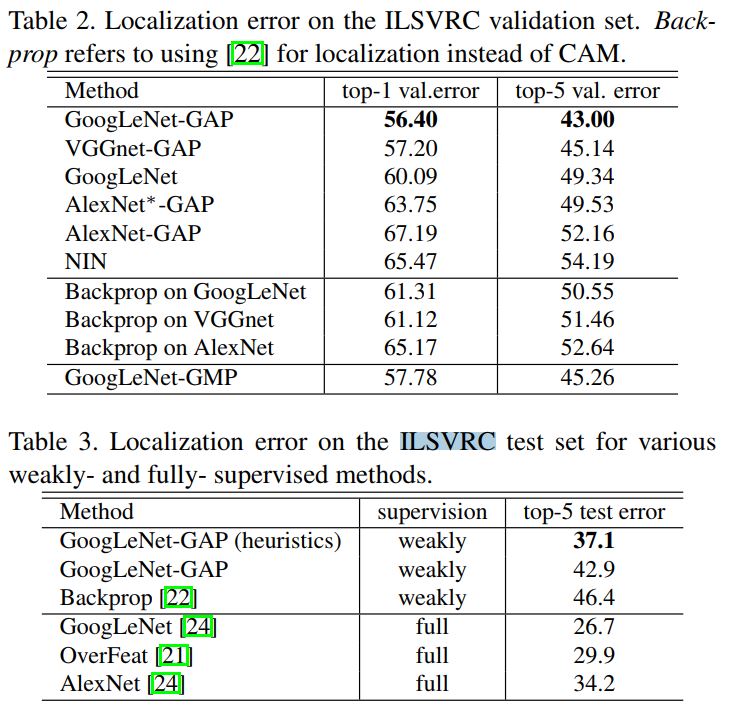 Table 2. Localization error on the ILSVRC validation set. Back-
prop refers to using [22] for localization instead of CAM.
Method top-1 val.error top-5 val. error
GoogLeNet-GAP 56.40 43.00
VGGnet-GAP 57.20 45.14
GoogLeNet 60.09 49.34
AlexNet*-GAP 63.75 49.53
AlexNet-GAP 67.19 52.16
NIN 65.47 54.19
Backprop on GoogLeNet 61.31 50.55
Backprop on VGGnet 61.12 51.46
Backprop on AlexNet 65.17 52.64
GoogLeNet-GMP 57.78 45.26
Table 3. Localization error on the ILSVRC test set for various
weakly- and fully- supervised methods.
Method supervision top-5 test error
GoogLeNet-GAP (heuristics) weakly 37.1
GoogLeNet-GAP weakly 42.9
Backprop [22] weakly 46.4
GoogLeNet [24] full 26.7
OverFeat [21] full 29.9
AlexNet [24] full 34.2